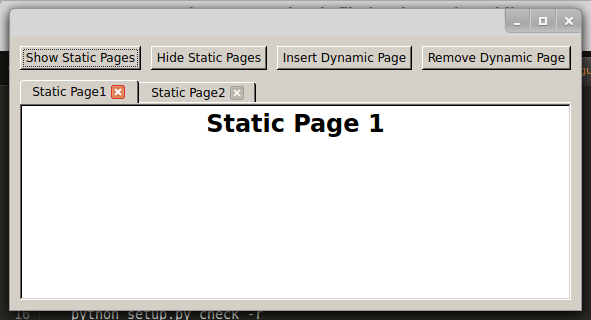 Show Static Pages Hide Static Pages Insert Dynamic Page Remove Dynamic Page
Static Page1 Static Page2
Static Page 1
16 python setup.py check -r